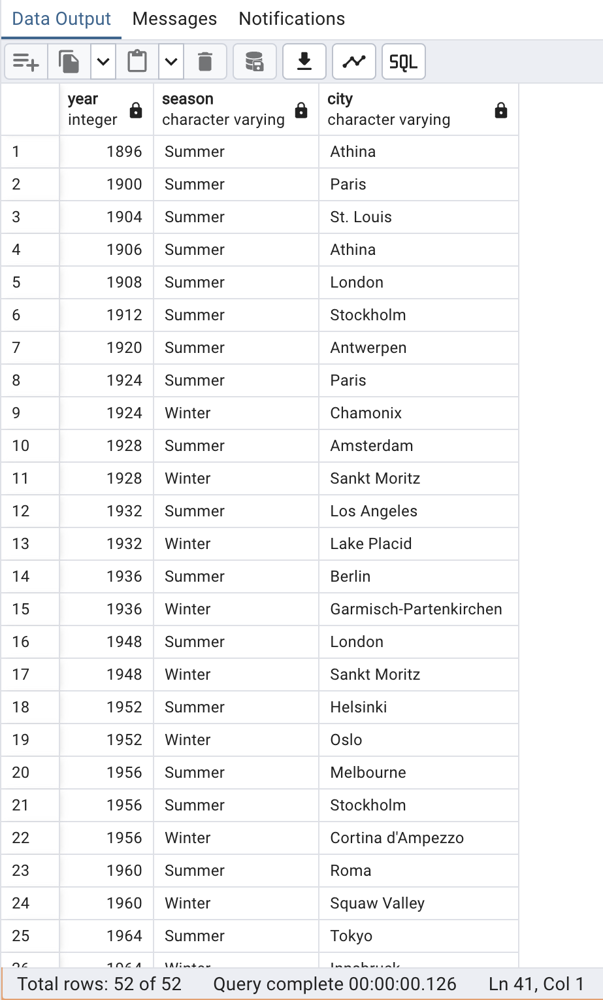 Data Output Messages Notifications
SQL
year season city
integer character varying character varying
1 1896 Summer Athina
2 1900 Summer Paris
3 1904 Summer St. Louis
4 1906 Summer Athina
5 1908 Summer London
6 1912 Summer Stockholm
7 1920 Summer Antwerpen
8 1924 Summer Paris
9 1924 Winter Chamonix
10 1928 Summer Amsterdam
11 1928 Winter Sankt Moritz
12 1932 Summer Los Angeles
13 1932 Winter Lake Placid
14 1936 Summer Berlin
15 1936 Winter Garmisch-Partenkirchen
16 1948 Summer London
17 1948 Winter Sankt Moritz
18 1952 Summer Helsinki
19 1952 Winter Oslo
20 1956 Summer Melbourne
21 1956 Summer Stockholm
22 1956 Winter Cortina d'Ampezzo
23 1960 Summer Roma
24 1960 Winter Squaw Valley
25 1964 Summer Tokyo
26 1964 Winter Innsbruck
Total rows: 52 of 52 Query complete 00:00:00.126 Ln 41, Col 1